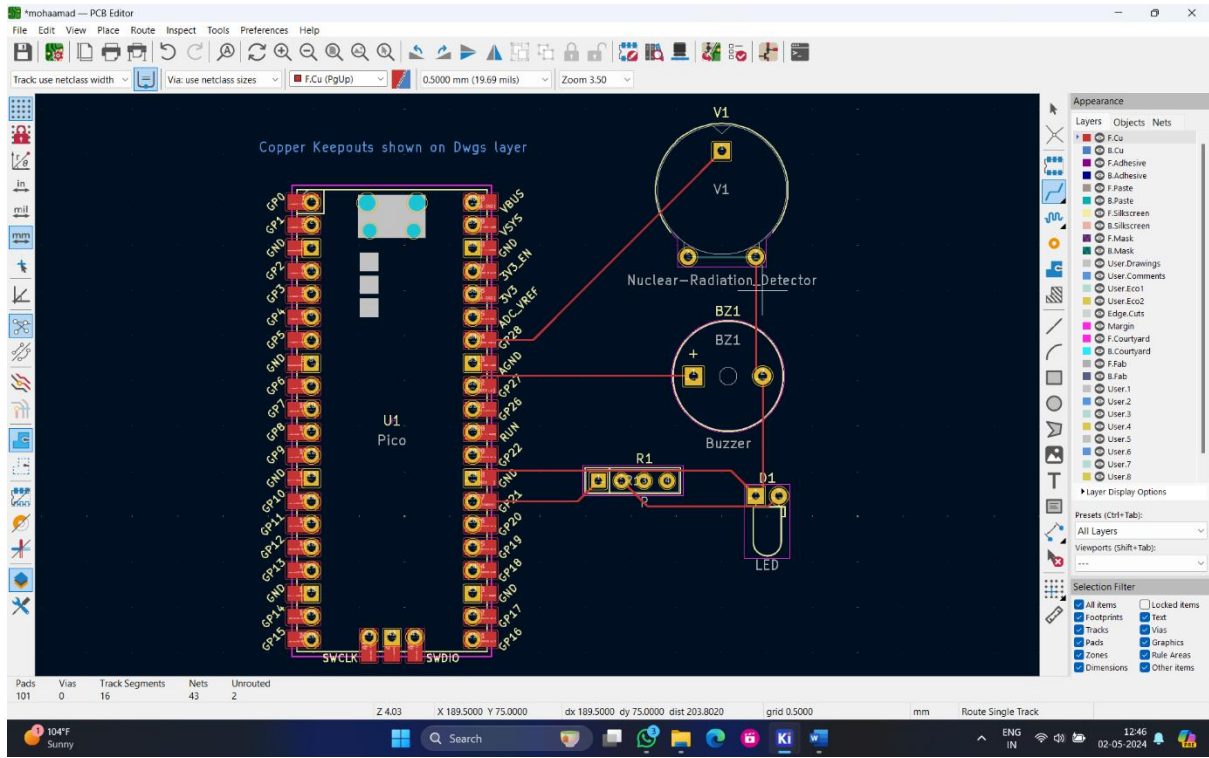 *mohaamad — PCB Editor
File Edit View Place Route Inspect Tools Preferences Help
Track: use netclass width
Via: use netclass sizes
F.Cu (PgUp)
0.5000 mm (19.69 mils)
Zoom 3.50
in
mil
mm
Copper Keepouts shown on Dwgs layer
GP0
GP1
GND
GP2
GP3
GP4
GP5
GND
GP6
GP7
GP8
GP9
GND
GP10
GP11
GP12
GP13
GND
GP14
GP15
U1
Pico
VBUS
VSYS
GND
3V3_EN
3V3
ADC_VREF
GP28
AGND
GP27
GP26
RUN
GP22
GND
GP21
GP20
GP19
GP18
GND
GP17
GP16
SWCLK
SWDIO
V1
V1
Nuclear-Radiation_Detector
BZ1
BZ1
+
Buzzer
R1
R
D1
LED
Appearance
Layers Objects Nets
F.Cu
B.Cu
F.Adhesive
B.Adhesive
F.Paste
B.Paste
F.Silkscreen
B.Silkscreen
F.Mask
B.Mask
User.Drawings
User.Comments
User.Eco1
User.Eco2
Edge.Cuts
Margin
F.Courtyard
B.Courtyard
F.Fab
B.Fab
User.1
User.2
User.3
User.4
User.5
User.6
User.7
User.8
Layer Display Options
Presets (Ctrl+Tab):
All Layers
Viewports (Shift+Tab):
---
Selection Filter
All items Locked items
Footprints Text
Tracks Vias
Pads Graphics
Zones Rule Areas
Dimensions Other items
Pads Vias Track Segments Nets Unrouted
101 0 16 43 2
Z 4.03 X 189.5000 Y 75.0000 dx 189.5000 dy 75.0000 dist 203.8020 grid 0.5000 mm Route Single Track
1
104°F
Sunny
Search
3
Ki
ENG
IN
12:46
02-05-2024